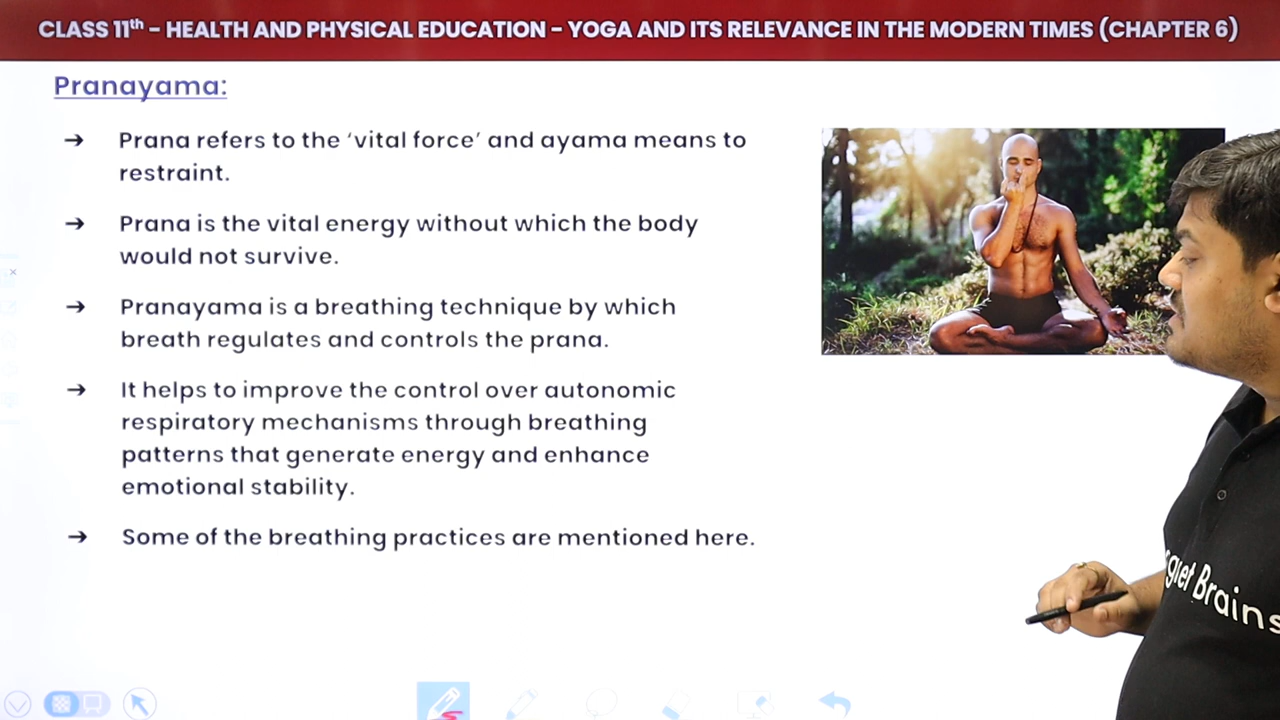 CLASS 11th – HEALTH AND PHYSICAL EDUCATION – YOGA AND ITS RELEVANCE IN THE MODERN TIMES (CHAPTER 6)
Pranayama:
➔ Prana refers to the ‘vital force’ and ayama means to
restraint.
➔ Prana is the vital energy without which the body
would not survive.
➔ Pranayama is a breathing technique by which
breath regulates and controls the prana.
➔ It helps to improve the control over autonomic
respiratory mechanisms through breathing
patterns that generate energy and enhance
emotional stability.
➔ Some of the breathing practices are mentioned here.
Brains